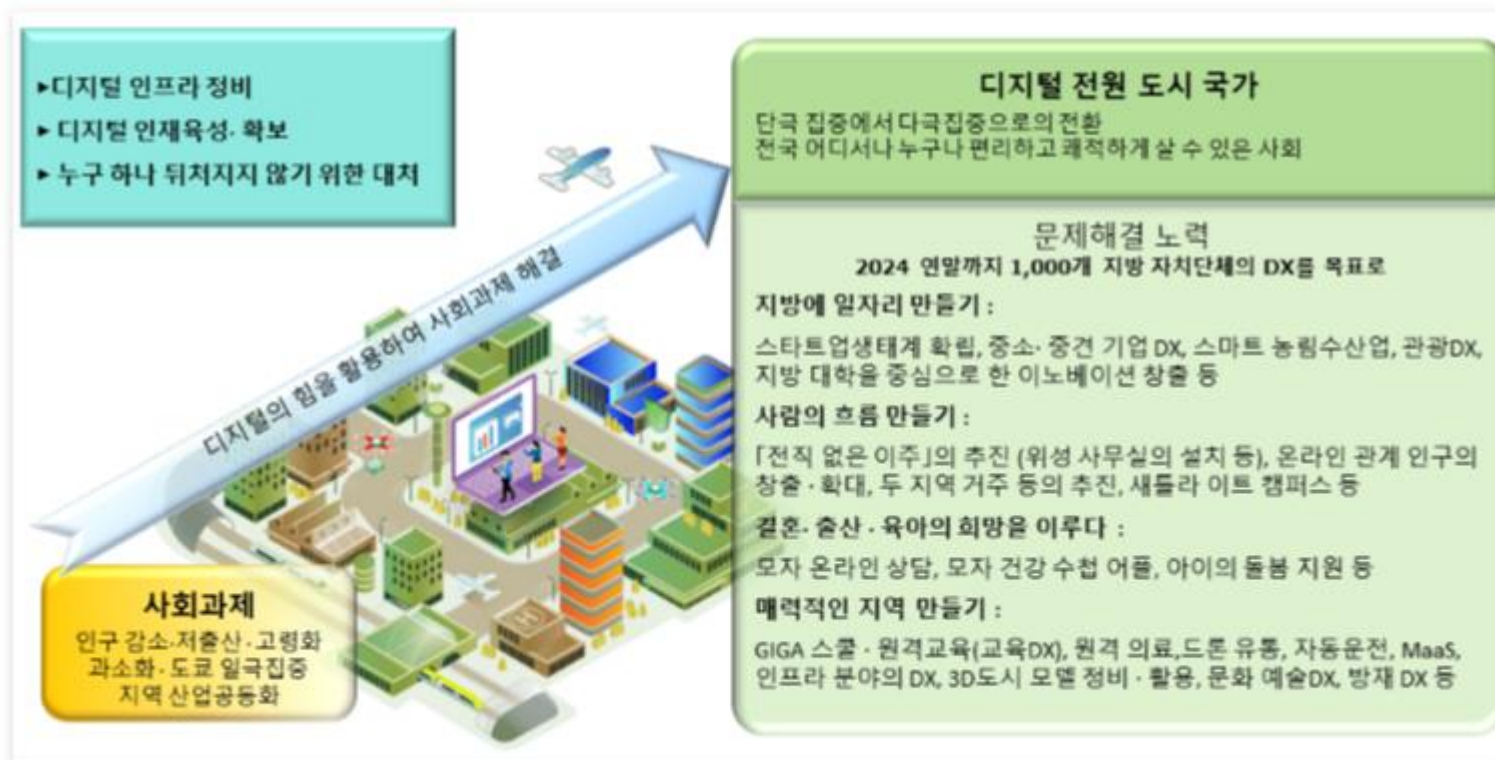 ▸디지털 인프라 정비
▸ 디지털 인재육성· 확보
▸ 누구 하나 뒤처지지 않기 위한 대처
디지털의 힘을 활용하여 사회과제 해결
사회과제
인구 감소·저출산·고령화
과소화·도쿄 일국집중
지역 산업공동화
디지털 전원 도시 국가
단극 집중에서 다극집중으로의 전환
전국 어디서나 누구나 편리하고 쾌적하게 살 수 있은 사회
문제해결 노력
2024 연말까지 1,000개 지방 자치단체의 DX를 목표로
지방에 일자리 만들기 :
스타트업생태계 확립, 중소· 중견 기업 DX, 스마트 농림수산업, 관광DX,
지방 대학을 중심으로 한 이노베이션 창출 등
사람의 흐름 만들기 :
「전직 없은 이주」의 추진 (위성 사무실의 설치 등), 온라인 관계 인구의
창출·확대, 두 지역 거주 등의 추진, 새틀라 이트 캠퍼스 등
결혼· 출산·육아의 희망을 이루다 :
모자 온라인 상담, 모자 건강 수첩 어플, 아이의 돌봄 지원 등
매력적인 지역 만들기 :
GIGA 스쿨·원격교육(교육DX), 원격 의료,드론 유통, 자동운전, MaaS,
인프라 분야의 DX, 3D도시 모델 정비·활용, 문화 예술DX, 방재 DX 등